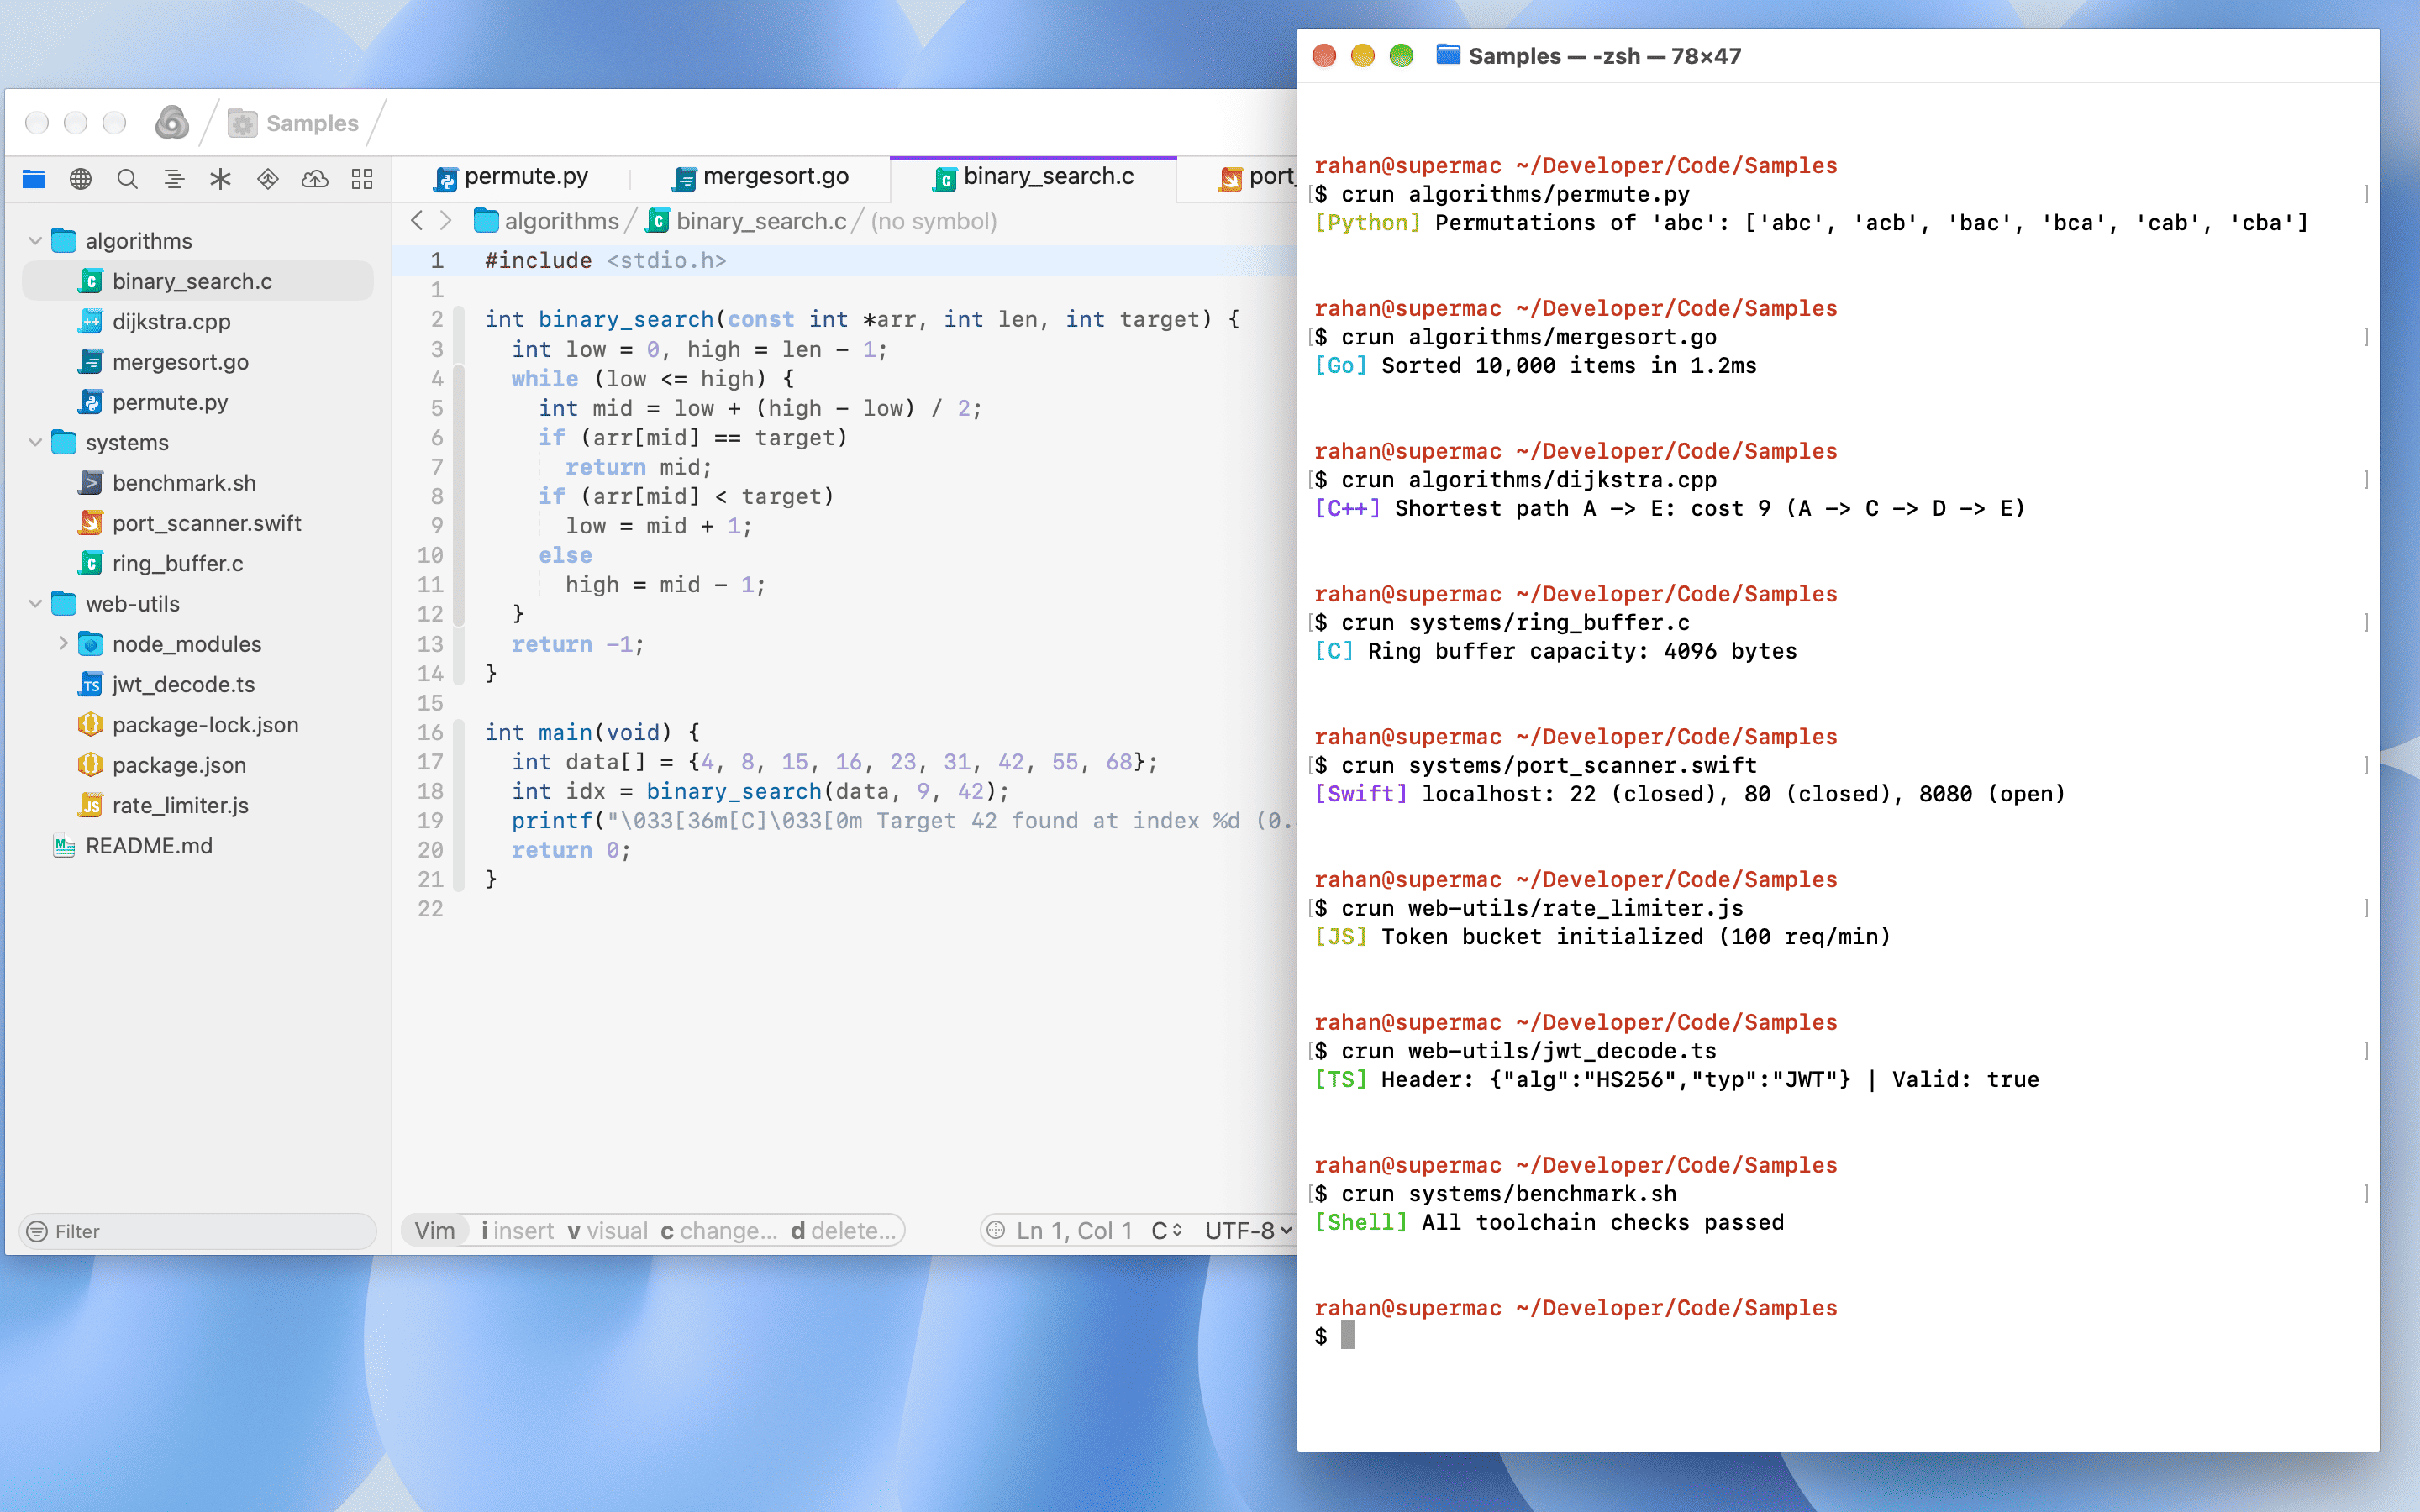 Samples
algorithms
binary_search.c
dijkstra.cpp
mergesort.go
permute.py
systems
benchmark.sh
port_scanner.swift
ring_buffer.c
web-utils
node_modules
jwt_decode.ts
package-lock.json
package.json
rate_limiter.js
README.md
Filter
permute.py mergesort.go binary_search.c port_
algorithms / binary_search.c / (no symbol)
1 #include <stdio.h>
1
2 int binary_search(const int *arr, int len, int target) {
3 int low = 0, high = len - 1;
4 while (low <= high) {
5 int mid = low + (high - low) / 2;
6 if (arr[mid] == target)
7 return mid;
8 if (arr[mid] < target)
9 low = mid + 1;
10 else
11 high = mid - 1;
12 }
13 return -1;
14 }
15
16 int main(void) {
17 int data[] = {4, 8, 15, 16, 23, 31, 42, 55, 68};
18 int idx = binary_search(data, 9, 42);
19 printf("\033[36m[C]\033[0m Target 42 found at index %d (0.
20 return 0;
21 }
22
Vim i insert v visual c change... d delete... Ln 1, Col 1 C UTF-8
Samples — -zsh — 78×47
rahan@supermac ~/Developer/Code/Samples
[$ crun algorithms/permute.py ]
[Python] Permutations of 'abc': ['abc', 'acb', 'bac', 'bca', 'cab', 'cba']
rahan@supermac ~/Developer/Code/Samples
[$ crun algorithms/mergesort.go ]
[Go] Sorted 10,000 items in 1.2ms
rahan@supermac ~/Developer/Code/Samples
[$ crun algorithms/dijkstra.cpp ]
[C++] Shortest path A -> E: cost 9 (A -> C -> D -> E)
rahan@supermac ~/Developer/Code/Samples
[$ crun systems/ring_buffer.c ]
[C] Ring buffer capacity: 4096 bytes
rahan@supermac ~/Developer/Code/Samples
[$ crun systems/port_scanner.swift ]
[Swift] localhost: 22 (closed), 80 (closed), 8080 (open)
rahan@supermac ~/Developer/Code/Samples
[$ crun web-utils/rate_limiter.js ]
[JS] Token bucket initialized (100 req/min)
rahan@supermac ~/Developer/Code/Samples
[$ crun web-utils/jwt_decode.ts ]
[TS] Header: {"alg":"HS256","typ":"JWT"} | Valid: true
rahan@supermac ~/Developer/Code/Samples
[$ crun systems/benchmark.sh ]
[Shell] All toolchain checks passed
rahan@supermac ~/Developer/Code/Samples
$